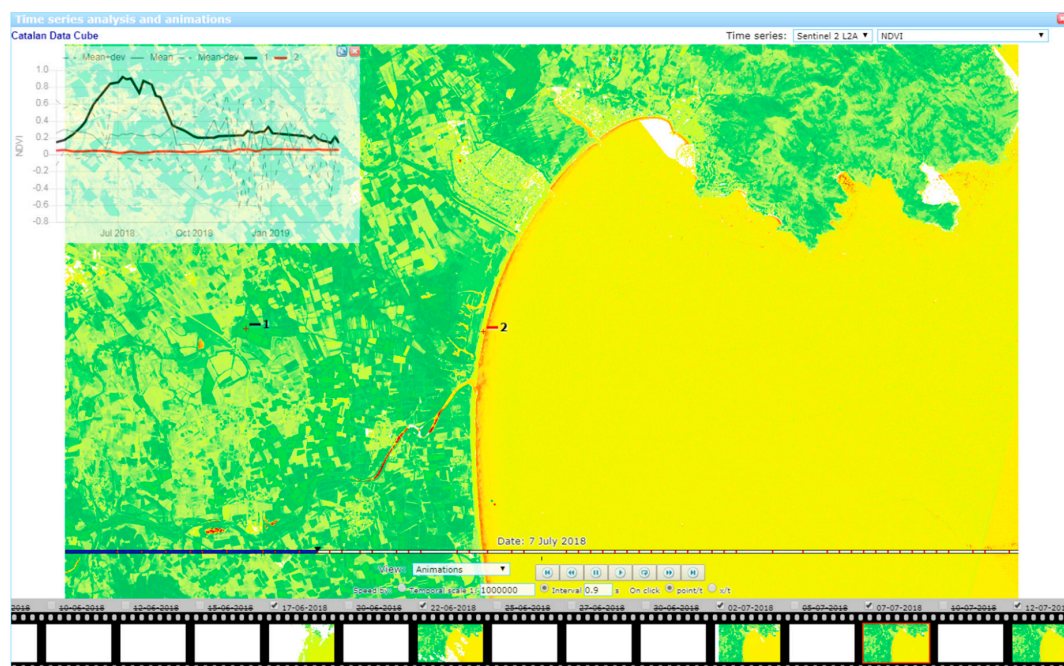 Time series analysis and animations
Catalan Data Cube
Time series: Sentinel 2 L2A NDVI
Mean+dev Mean Mean-dev 1 2
1.0
0.8
0.6
0.4
0.2
0
-0.2
-0.4
-0.6
-0.8
NDVI
Jul 2018 Oct 2018 Jan 2019
1
2
Date: 7 July 2018
View: Animations
Temporal scale 1: 1000000 Interval 0.9 s On click point/t x/t
2018 10-06-2018 12-06-2018 15-06-2018 17-06-2018 20-06-2018 22-06-2018 25-06-2018 27-06-2018 30-06-2018 02-07-2018 05-07-2018 07-07-2018 10-07-2018 12-07-201